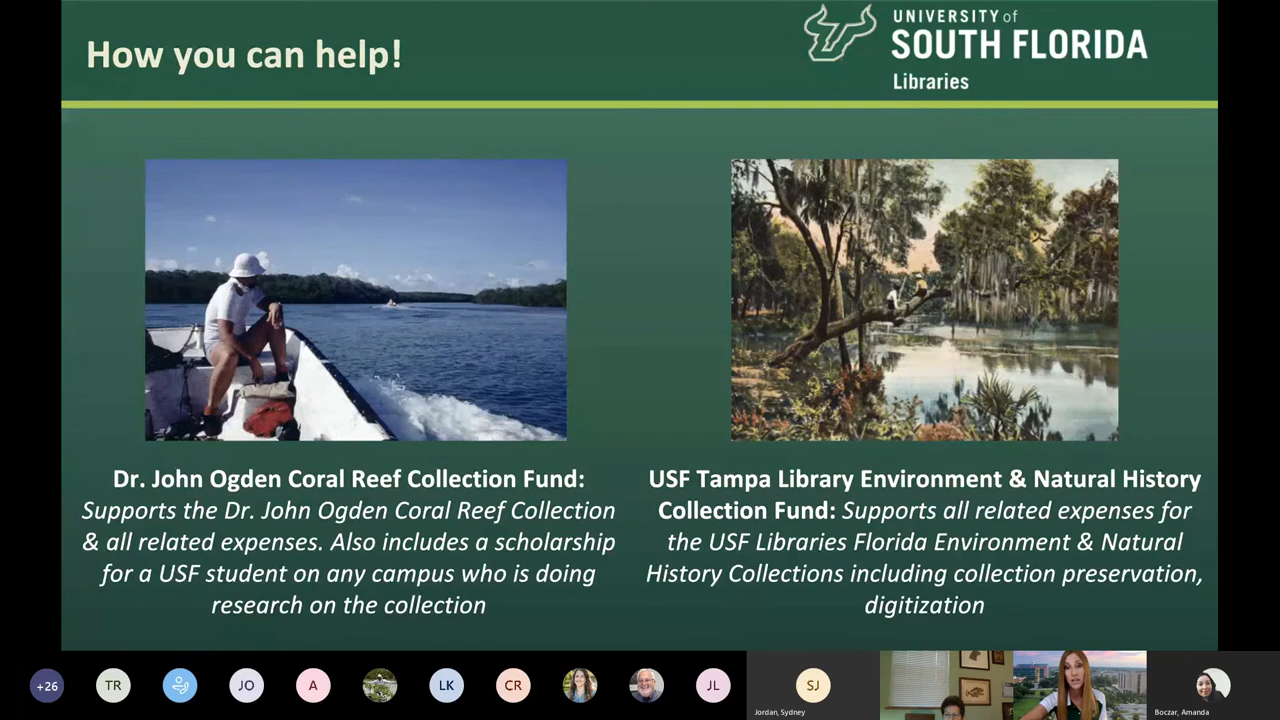 How you can help!
UNIVERSITY of
SOUTH FLORIDA
Libraries
Dr. John Ogden Coral Reef Collection Fund:
Supports the Dr. John Ogden Coral Reef Collection
& all related expenses. Also includes a scholarship
for a USF student on any campus who is doing
research on the collection
USF Tampa Library Environment & Natural History
Collection Fund: Supports all related expenses for
the USF Libraries Florida Environment & Natural
History Collections including collection preservation,
digitization
+26
TR
JO
A
LK
CR
JL
SJ
Jordan, Sydney
Boczar, Amanda